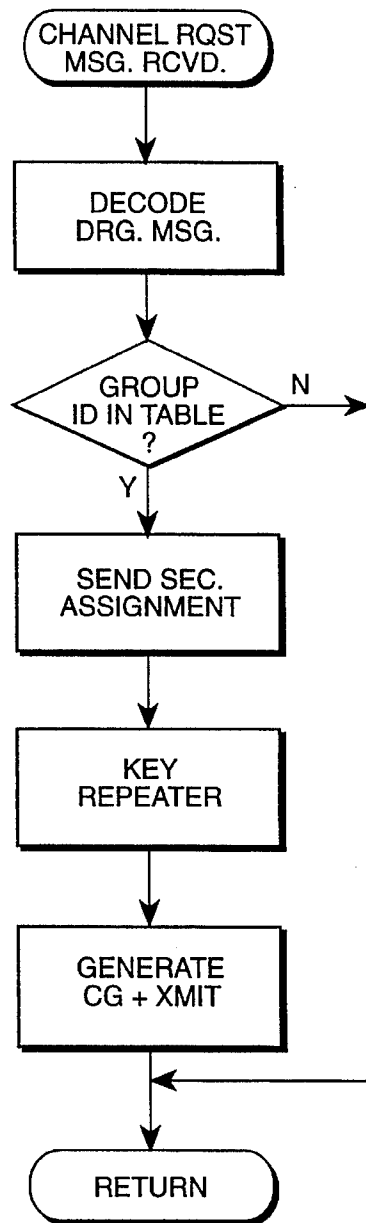 CHANNEL RQST
MSG. RCVD.
DECODE
DRG. MSG.
GROUP
ID IN TABLE
?
N
Y
SEND SEC.
ASSIGNMENT
KEY
REPEATER
GENERATE
CG + XMIT
RETURN